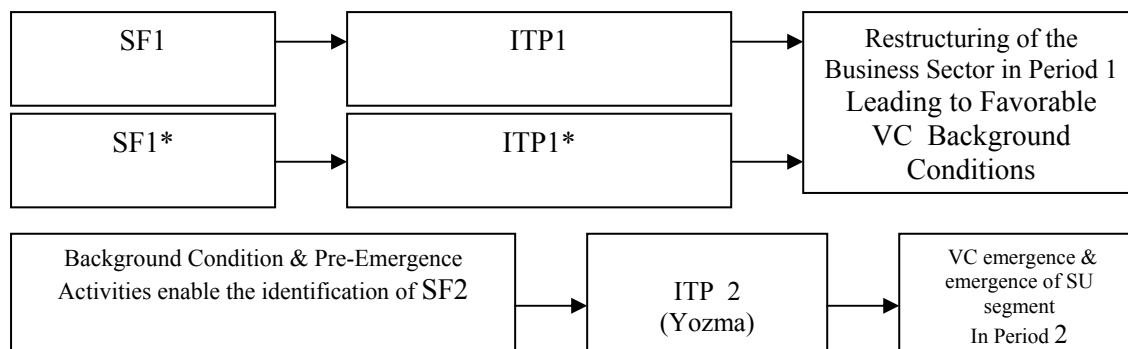 SF1
ITP1
Restructuring of the
Business Sector in Period 1
Leading to Favorable
VC Background
Conditions
SF1*
ITP1*
Background Condition & Pre-Emergence
Activities enable the identification of SF2
ITP 2
(Yozma)
VC emergence &
emergence of SU
segment
In Period 2